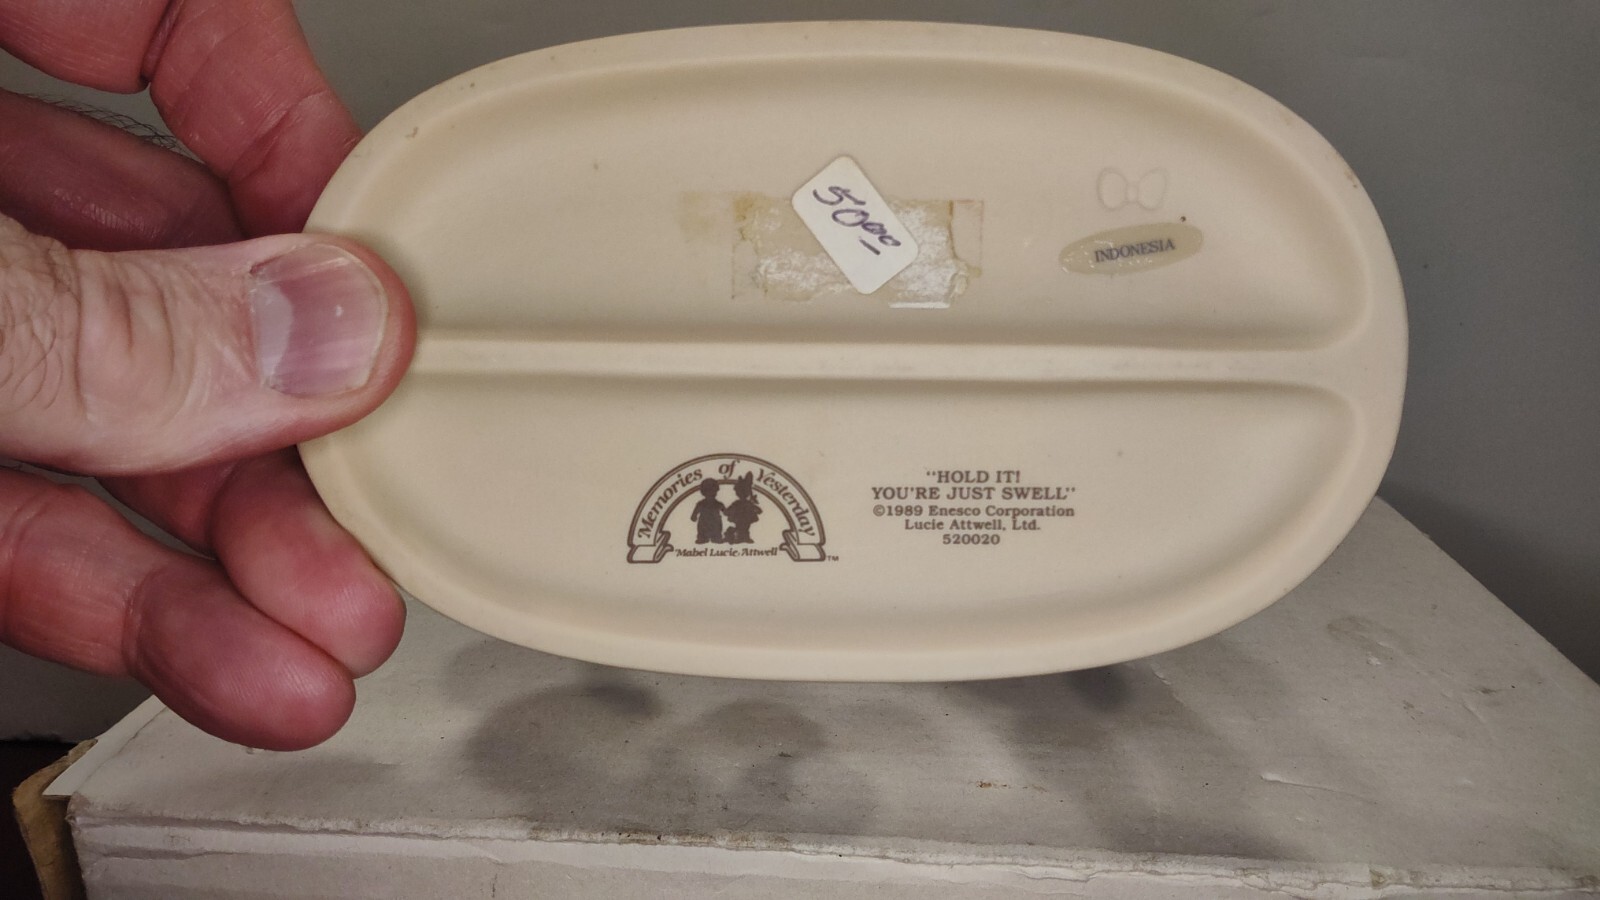 50.00
INDONESIA
Memories of Yesterday
Mabel Lucie Attwell
TM
"HOLD IT!
YOU'RE JUST SWELL"
©1989 Enesco Corporation
Lucie Attwell, Ltd.
520020